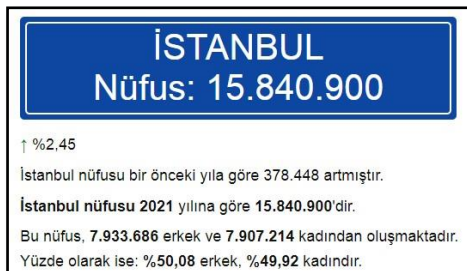 İSTANBUL
Nüfus: 15.840.900
↑ %2,45
İstanbul nüfusu bir önceki yıla göre 378.448 artmıştır.
İstanbul nüfusu 2021 yılına göre 15.840.900'dir.
Bu nüfus, 7.933.686 erkek ve 7.907.214 kadından oluşmaktadır.
Yüzde olarak ise: %50,08 erkek, %49,92 kadındır.